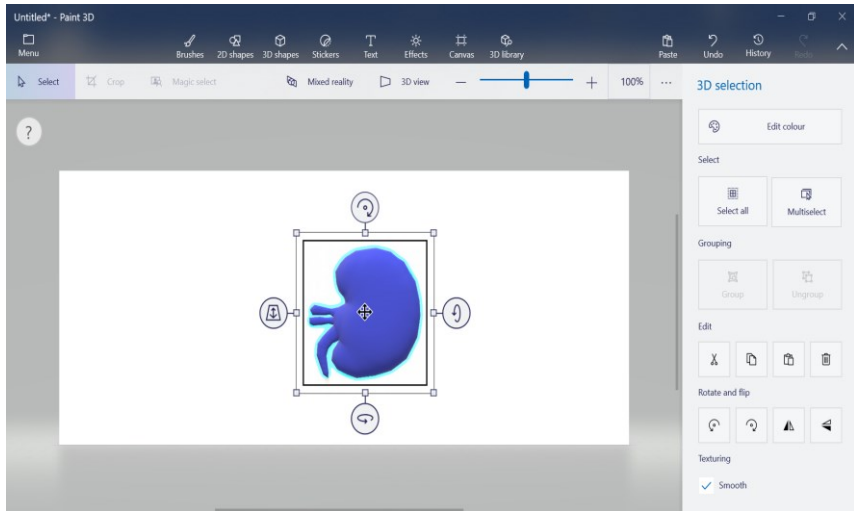 Untitled* - Paint 3D
Menu
Brushes 2D shapes 3D shapes Stickers Text Effects Canvas 3D library
Paste Undo History Redo
Select Crop Magic select Mixed reality 3D view 100% ...
?
3D selection
Edit colour
Select
Select all Multiselect
Grouping
Group Ungroup
Edit
Rotate and flip
Texturing
Smooth